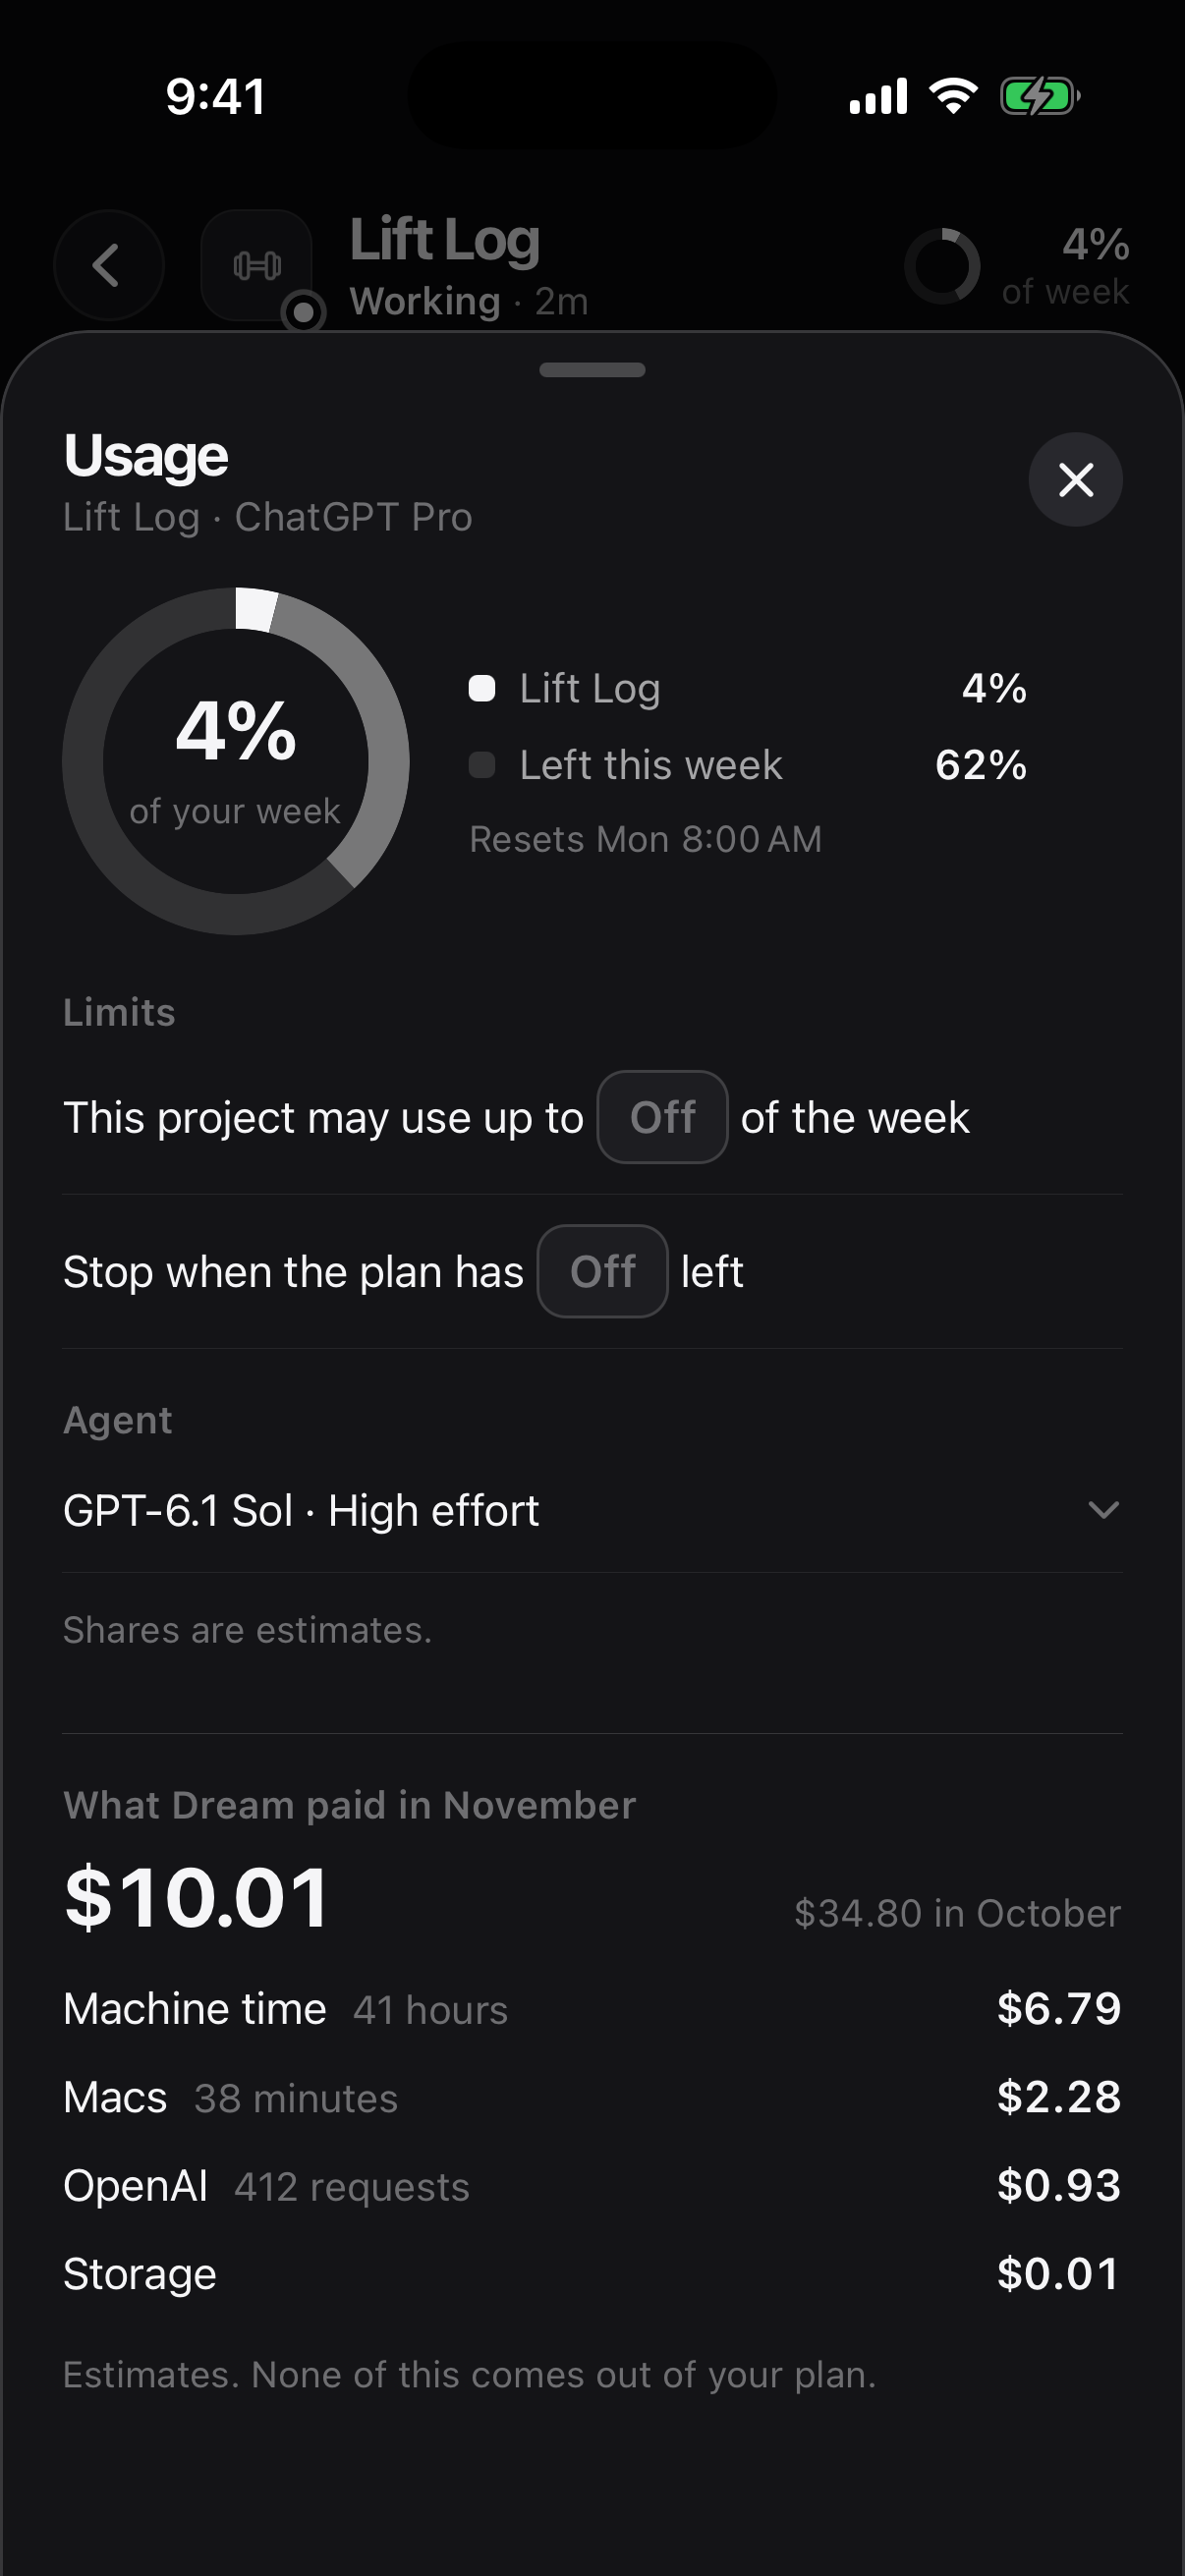 9:41
Lift Log
Working · 2m
4%
of week
Usage
Lift Log · ChatGPT Pro
4%
of your week
Lift Log 4%
Left this week 62%
Resets Mon 8:00 AM
Limits
This project may use up to Off of the week
Stop when the plan has Off left
Agent
GPT-6.1 Sol · High effort
Shares are estimates.
What Dream paid in November
$10.01
$34.80 in October
Machine time 41 hours $6.79
Macs 38 minutes $2.28
OpenAI 412 requests $0.93
Storage $0.01
Estimates. None of this comes out of your plan.